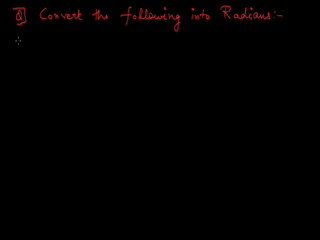 Q] Convert the following into Radians:-